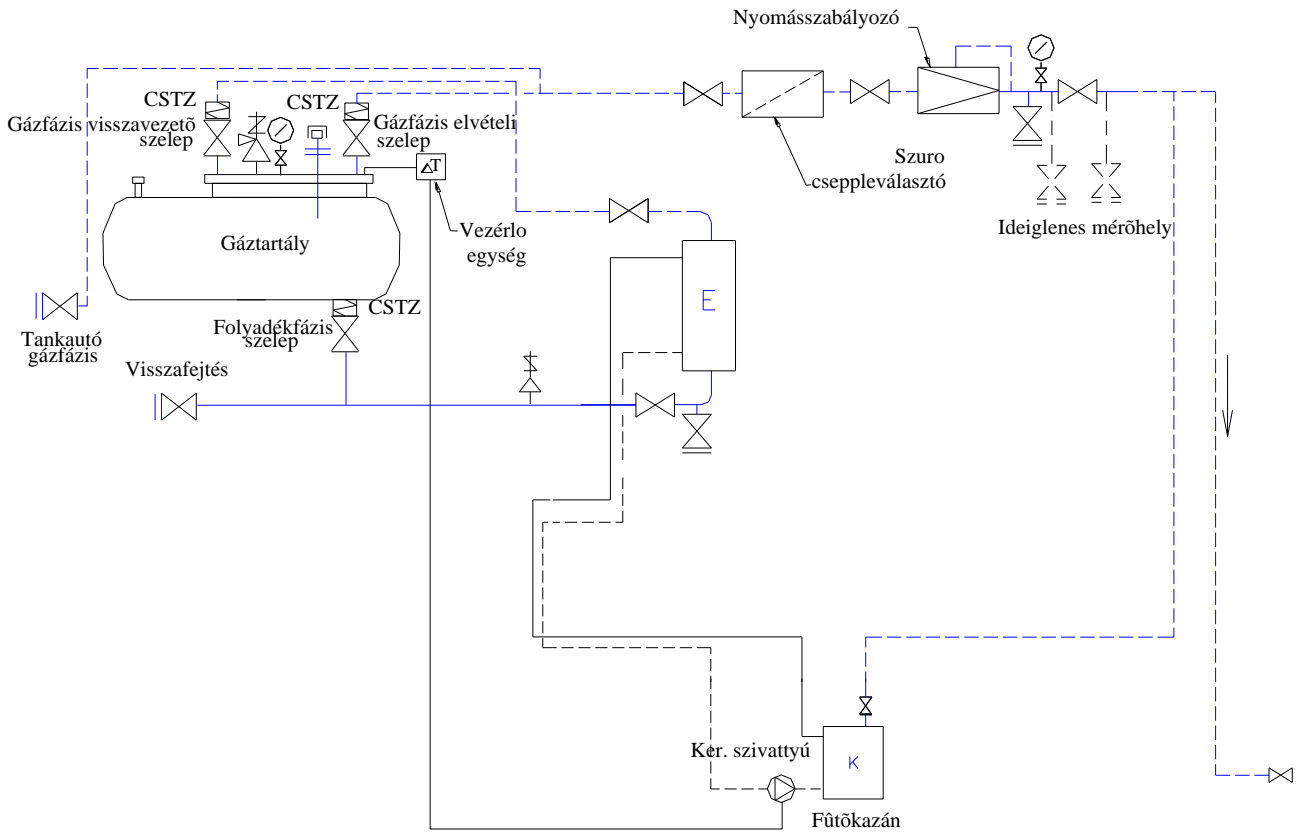 Nyomásszabályozó
CSTZ
CSTZ
Gázfázis visszavezetõ
szelep
Gázfázis elvételi
szelep
Szuro
cseppleválasztó
ΔT
Ideiglenes mérõhely
Vezérlo
egység
Gáztartály
E
CSTZ
Folyadékfázis
szelep
Tankautó
gázfázis
Visszafejtés
Ker. szivattyú
K
Fûtõkazán